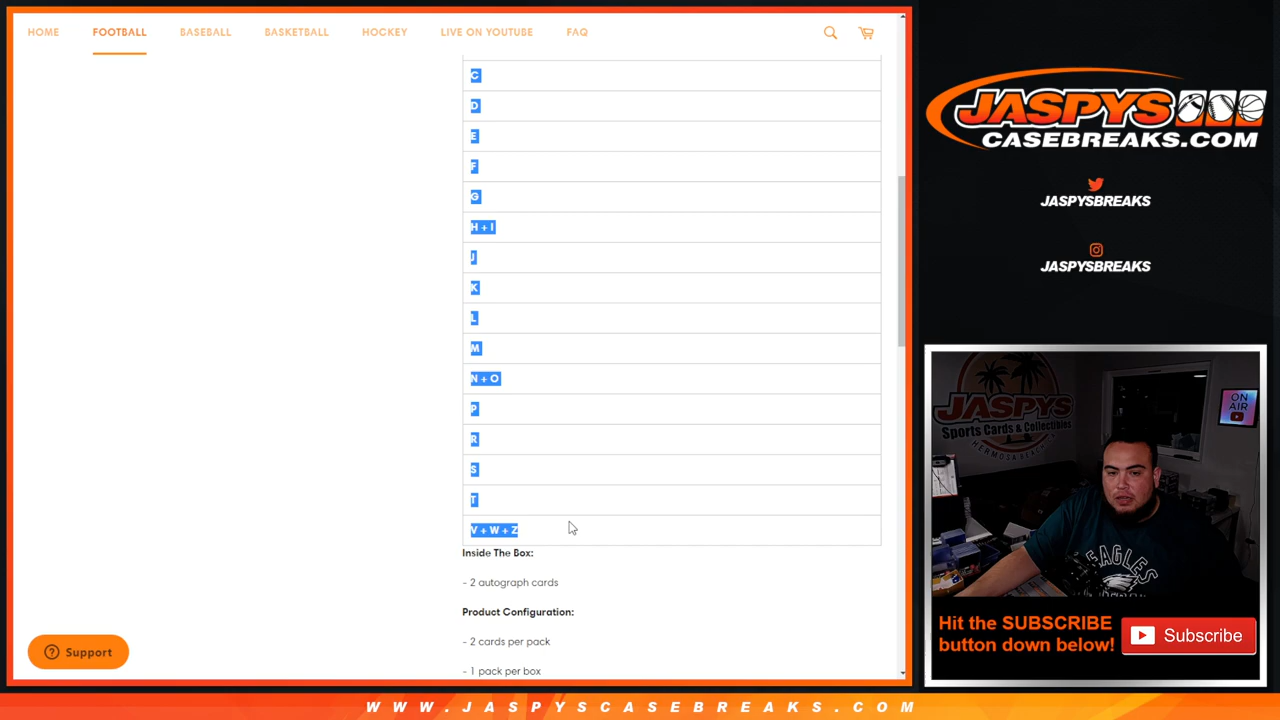 HOME FOOTBALL BASEBALL BASKETBALL HOCKEY LIVE ON YOUTUBE FAQ
C
D
E
F
G
H + I
J
K
L
M
N + O
P
R
S
T
V + W + Z
Inside The Box:
- 2 autograph cards
Product Configuration:
- 2 cards per pack
- 1 pack per box
Support
JASPYS
CASEBREAKS.COM
JASPYSBREAKS
JASPYSBREAKS
JASPYS
Sports Cards & Collectibles
HERMOSA BEACH
ON
AIR
EAGLES
Hit the SUBSCRIBE
button down below!
Subscribe
WWW.JASPYSCASEBREAKS.COM